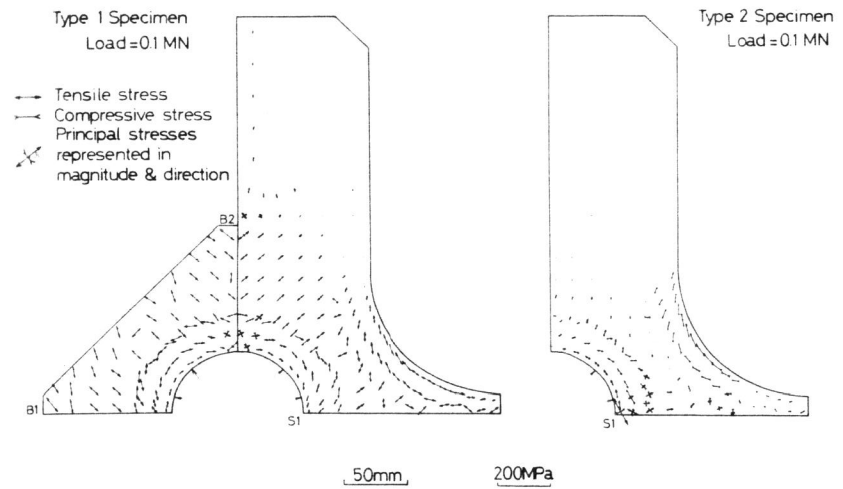 Type 1 Specimen
Load=0.1 MN
Type 2 Specimen
Load=0.1 MN
Tensile stress
Compressive stress
Principal stresses
represented in
magnitude & direction
B2
B1
S1
S1
50mm
200MPa